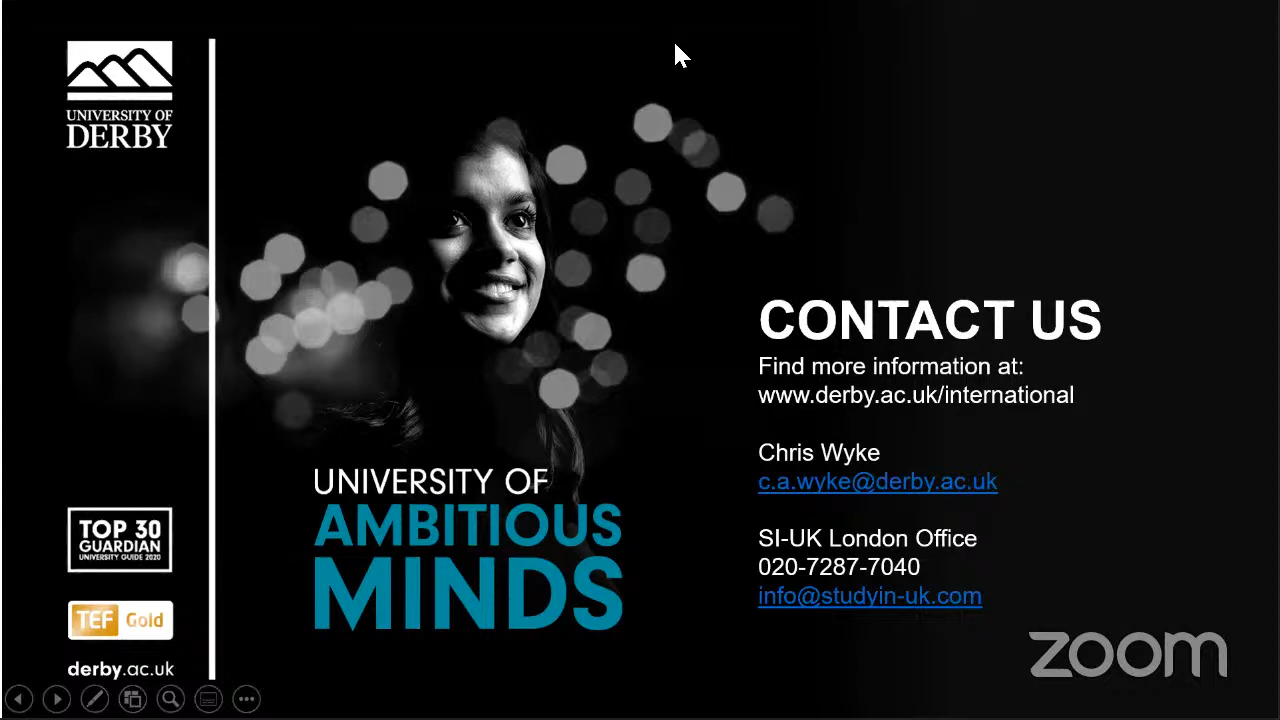 UNIVERSITY OF
DERBY
CONTACT US
Find more information at:
www.derby.ac.uk/international
Chris Wyke
c.a.wyke@derby.ac.uk
SI-UK London Office
020-7287-7040
info@studyin-uk.com
UNIVERSITY OF
AMBITIOUS
MINDS
TOP 30
GUARDIAN
UNIVERSITY GUIDE 2020
TEF Gold
derby.ac.uk
zoom